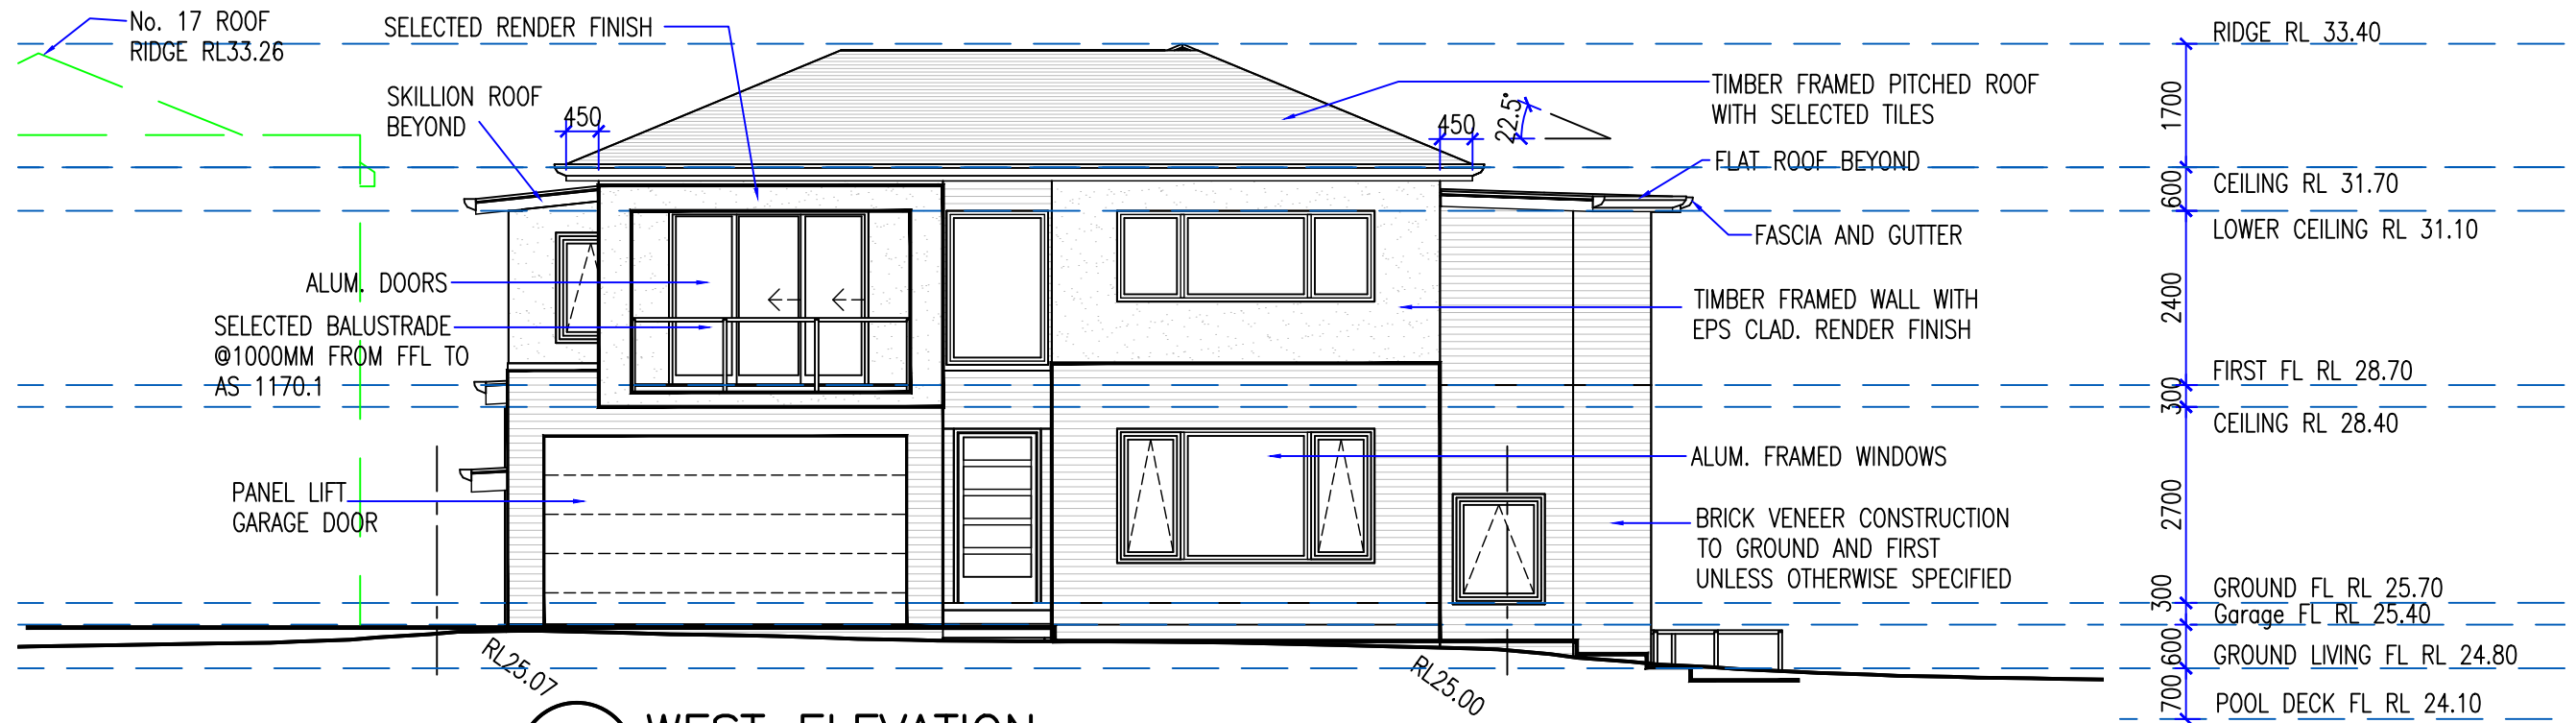 No. 17 ROOF
RIDGE RL33.26
SELECTED RENDER FINISH
SKILLION ROOF
BEYOND
450
450
22.5°
TIMBER FRAMED PITCHED ROOF
WITH SELECTED TILES
FLAT ROOF BEYOND
FASCIA AND GUTTER
ALUM. DOORS
SELECTED BALUSTRADE
@1000MM FROM FFL TO
AS 1170.1
TIMBER FRAMED WALL WITH
EPS CLAD. RENDER FINISH
PANEL LIFT
GARAGE DOOR
ALUM. FRAMED WINDOWS
BRICK VENEER CONSTRUCTION
TO GROUND AND FIRST
UNLESS OTHERWISE SPECIFIED
RL25.07
RL25.00
WEST ELEVATION
RIDGE RL 33.40
1700
CEILING RL 31.70
600
LOWER CEILING RL 31.10
2400
FIRST FL RL 28.70
300
CEILING RL 28.40
2700
GROUND FL RL 25.70
300
Garage FL RL 25.40
600
GROUND LIVING FL RL 24.80
700
POOL DECK FL RL 24.10